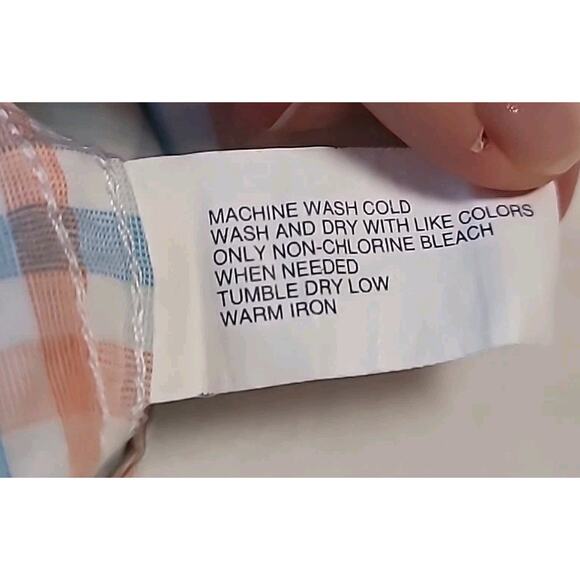 MACHINE WASH COLD
WASH AND DRY WITH LIKE COLORS
ONLY NON-CHLORINE BLEACH
WHEN NEEDED
TUMBLE DRY LOW
WARM IRON